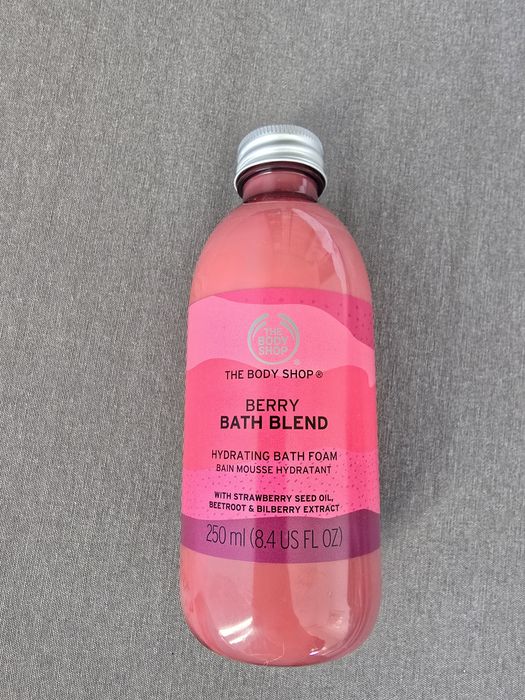 THE
BODY
SHOP
®
THE BODY SHOP®
BERRY
BATH BLEND
HYDRATING BATH FOAM
BAIN MOUSSE HYDRATANT
WITH STRAWBERRY SEED OIL,
BEETROOT & BILBERRY EXTRACT
250 ml (8.4 US FL OZ)